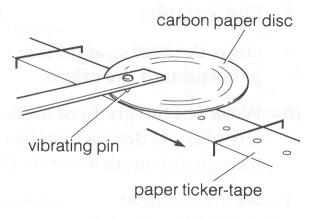 carbon paper disc
vibrating pin
paper ticker-tape